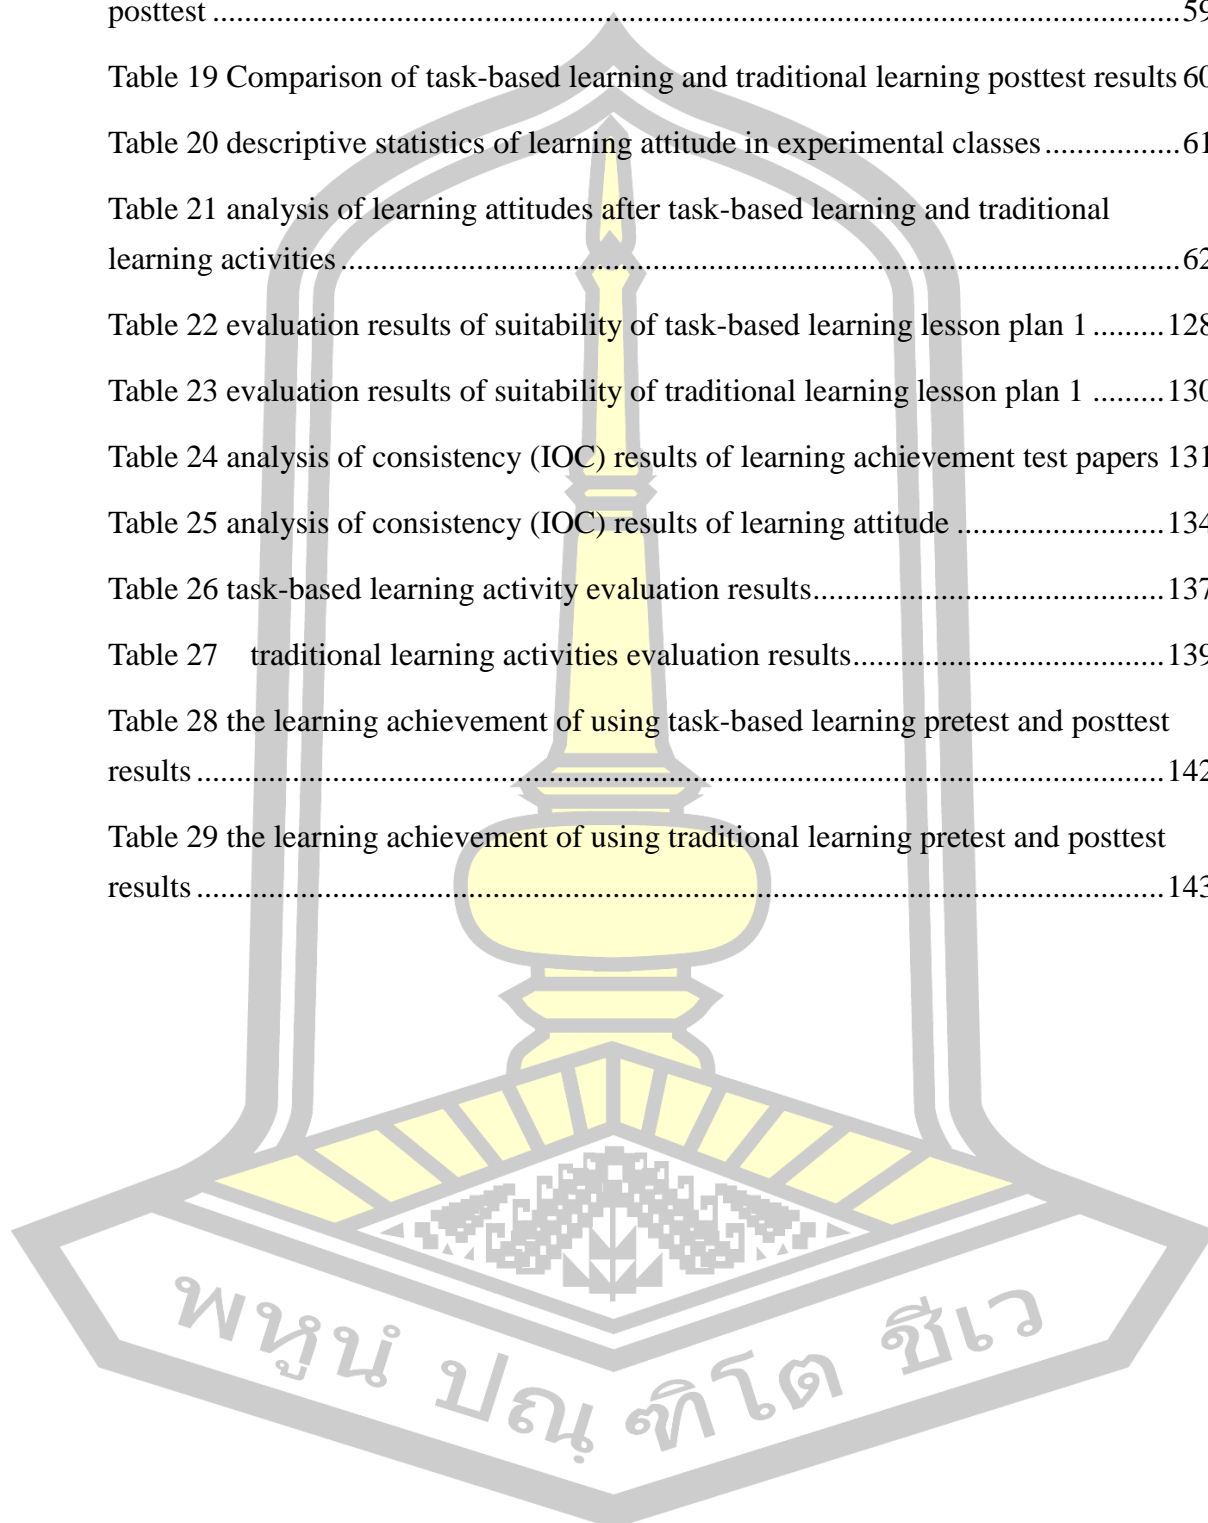 posttest ........................................................................................................................59
Table 19 Comparison of task-based learning and traditional learning posttest results 60
Table 20 descriptive statistics of learning attitude in experimental classes.................61
Table 21 analysis of learning attitudes after task-based learning and traditional
learning activities........................................................................................................62
Table 22 evaluation results of suitability of task-based learning lesson plan 1 .........128
Table 23 evaluation results of suitability of traditional learning lesson plan 1 .........130
Table 24 analysis of consistency (IOC) results of learning achievement test papers 131
Table 25 analysis of consistency (IOC) results of learning attitude ..........................134
Table 26 task-based learning activity evaluation results............................................137
Table 27 traditional learning activities evaluation results.......................................139
Table 28 the learning achievement of using task-based learning pretest and posttest
results ........................................................................................................................142
Table 29 the learning achievement of using traditional learning pretest and posttest
results ........................................................................................................................143
พหูนํ ปณฺฑิโต ชีเว